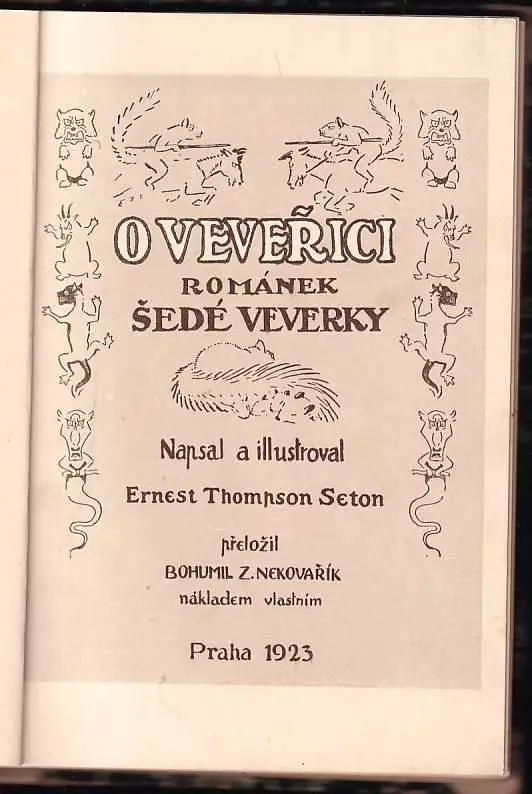 O VEVEŘICI
ROMÁNEK
ŠEDÉ VEVERKY
Napsal a illustroval
Ernest Thompson Seton
přeložil
BOHUMIL Z. NEKOVAŘÍK
nákladem vlastním
Praha 1923